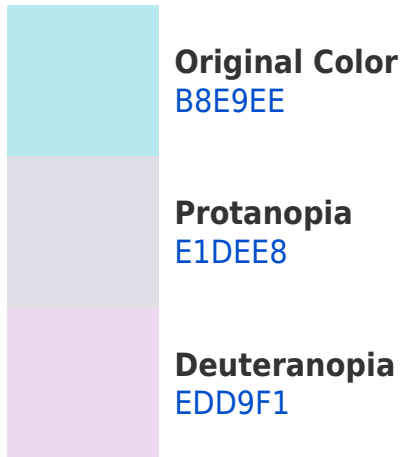 Original Color
B8E9EE
Protanopia
E1DEE8
Deuteranopia
EDD9F1